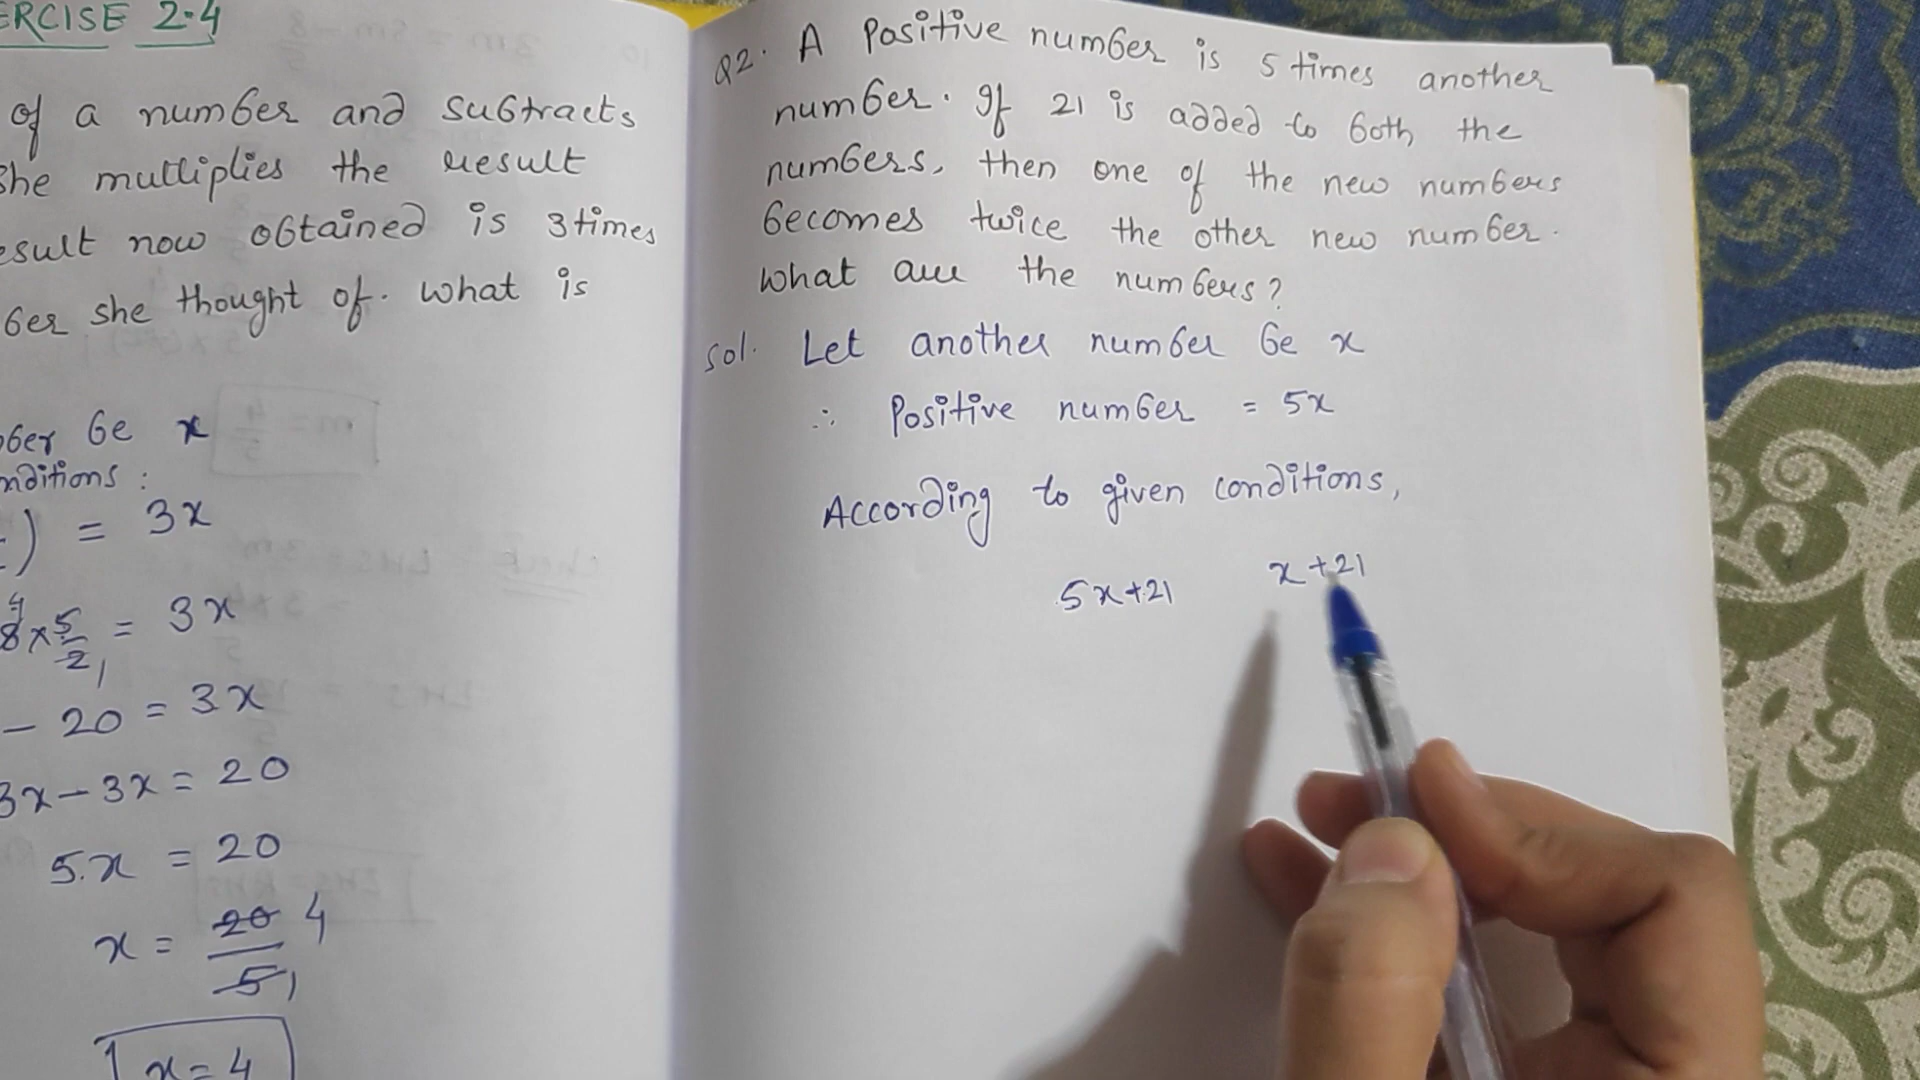 ERCISE 2.4
of a number and subtracts
She multiplies the result
esult now obtained is 3 times
ber she thought of. What is
ber be x
nditions :
) = 3x
8 × 5/2 = 3x
4
1
- 20 = 3x
3x - 3x = 20
5x = 20
x = 20/5
4
1
x = 4
Q2. A Positive number is 5 times another
number. If 21 is added to both the
numbers, then one of the new numbers
becomes twice the other new number.
What are the numbers?
Sol. Let another number be x
∴ Positive number = 5x
According to given conditions,
5x+21 x+21